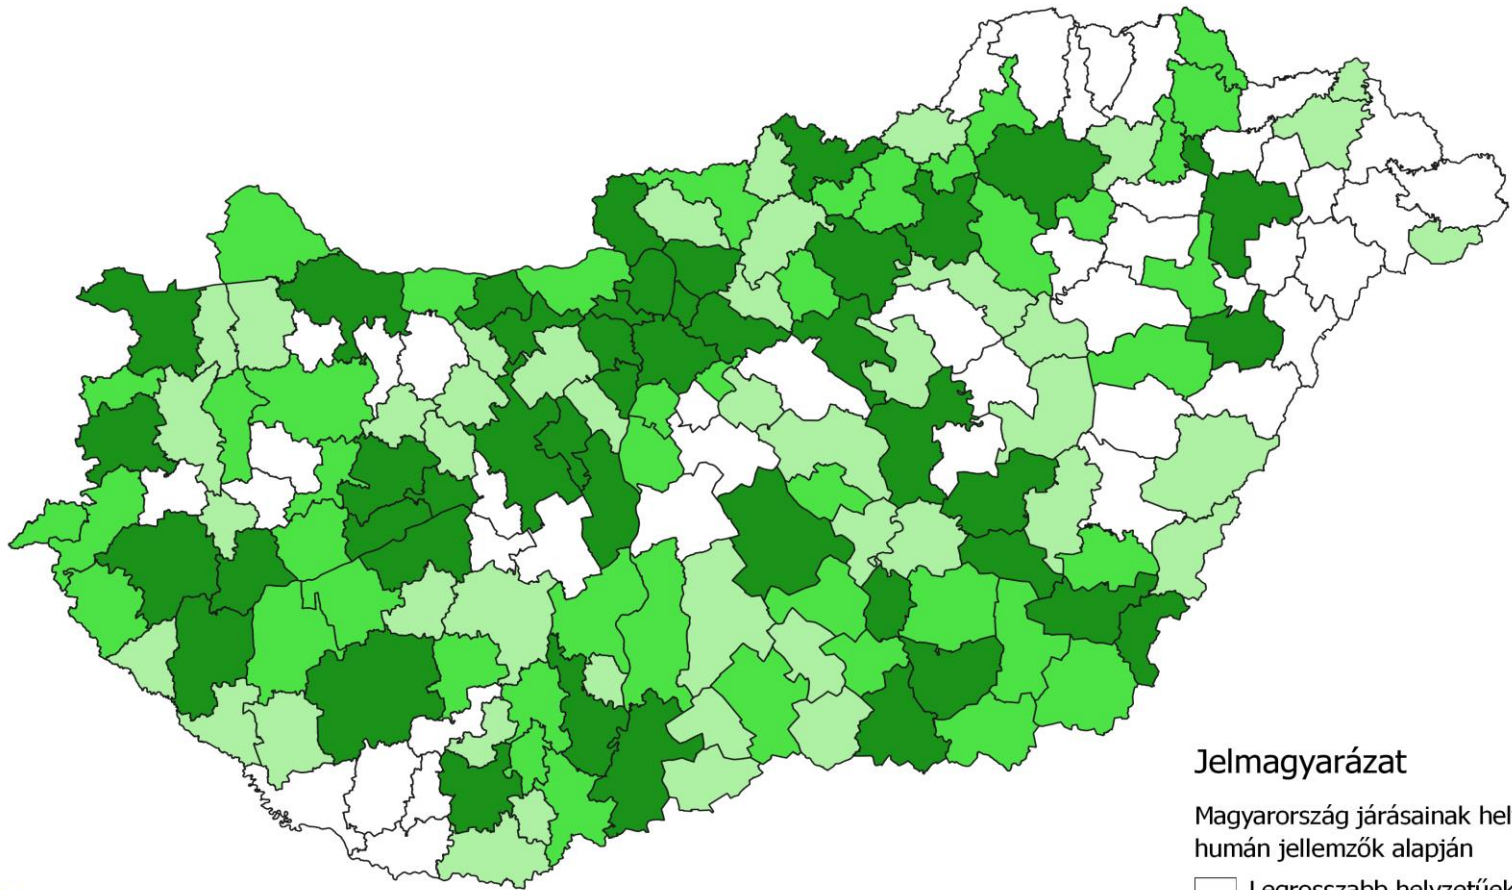 Jelmagyarázat
Magyarország járásainak hel
humán jellemzők alapján
Legrosszabb helyzetűek